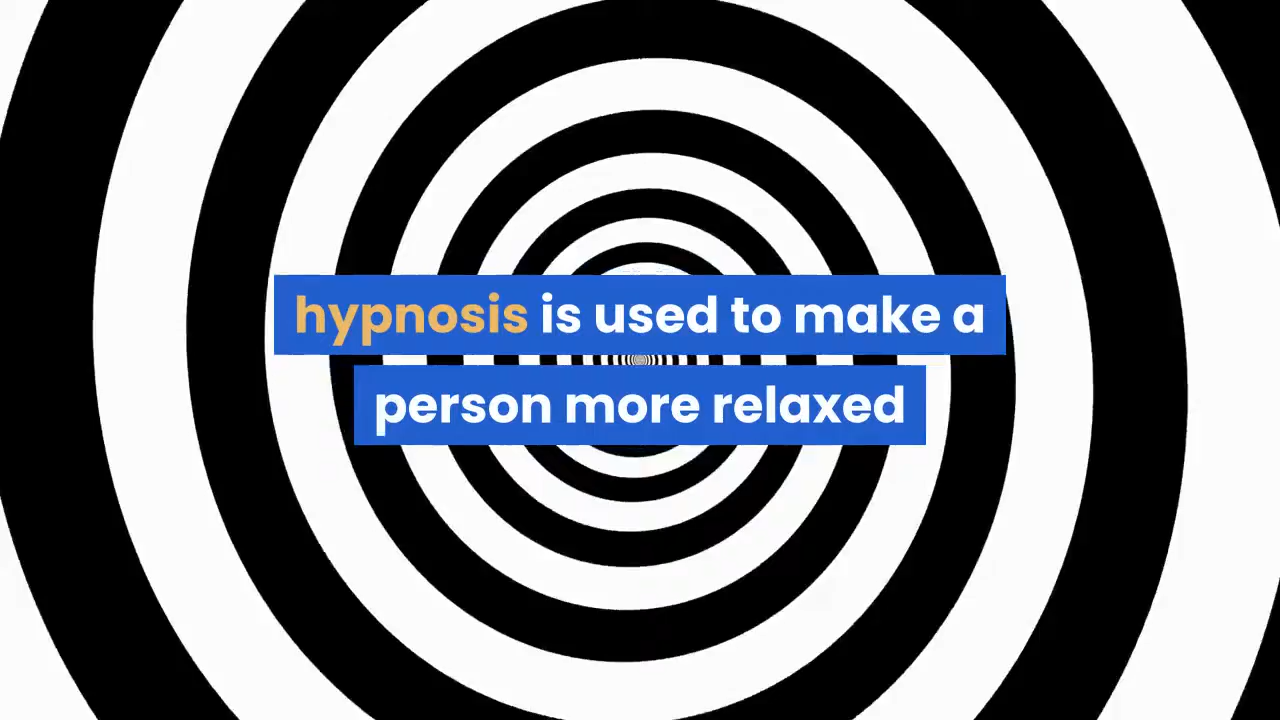 hypnosis is used to make a
person more relaxed